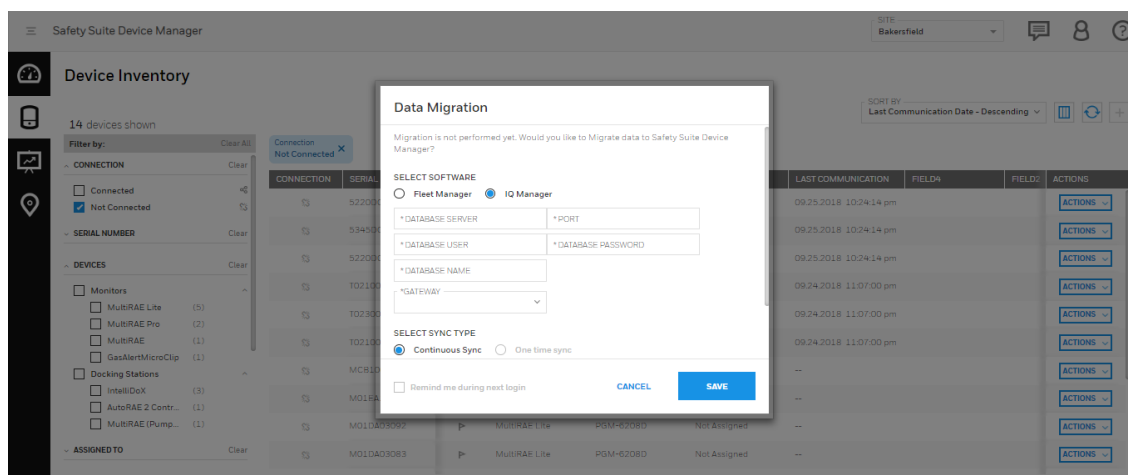 Safety Suite Device Manager
SITE
Bakersfield
Device Inventory
SORT BY
Last Communication Date - Descending
14 devices shown
Filter by: Clear All
Connection
Not Connected
CONNECTION Clear
Connected
Not Connected
SERIAL NUMBER Clear
DEVICES Clear
Monitors
MultiRAE Lite (5)
MultiRAE Pro (2)
MultiRAE (1)
GasAlertMicroClip (1)
Docking Stations
IntelliDoX (3)
AutoRAE 2 Contr... (1)
MultiRAE (Pump... (1)
ASSIGNED TO Clear
CONNECTION SERIAL LAST COMMUNICATION FIELD4 ACTIONS
09.25.2018 10:24:14 pm ACTIONS
09.25.2018 10:24:14 pm ACTIONS
09.25.2018 10:24:14 pm ACTIONS
09.24.2018 11:07:00 pm ACTIONS
09.24.2018 11:07:00 pm ACTIONS
09.24.2018 11:07:00 pm ACTIONS
-- ACTIONS
-- ACTIONS
M01DA03092 MultiRAE Lite PGM-6208D Not Assigned -- ACTIONS
M01DA03083 MultiRAE Lite PGM-6208D Not Assigned -- ACTIONS
Data Migration
Migration is not performed yet. Would you like to Migrate data to Safety Suite Device
Manager?
SELECT SOFTWARE
Fleet Manager IQ Manager
*DATABASE SERVER *PORT
*DATABASE USER *DATABASE PASSWORD
*DATABASE NAME
*GATEWAY
SELECT SYNC TYPE
Continuous Sync One time sync
Remind me during next login CANCEL SAVE